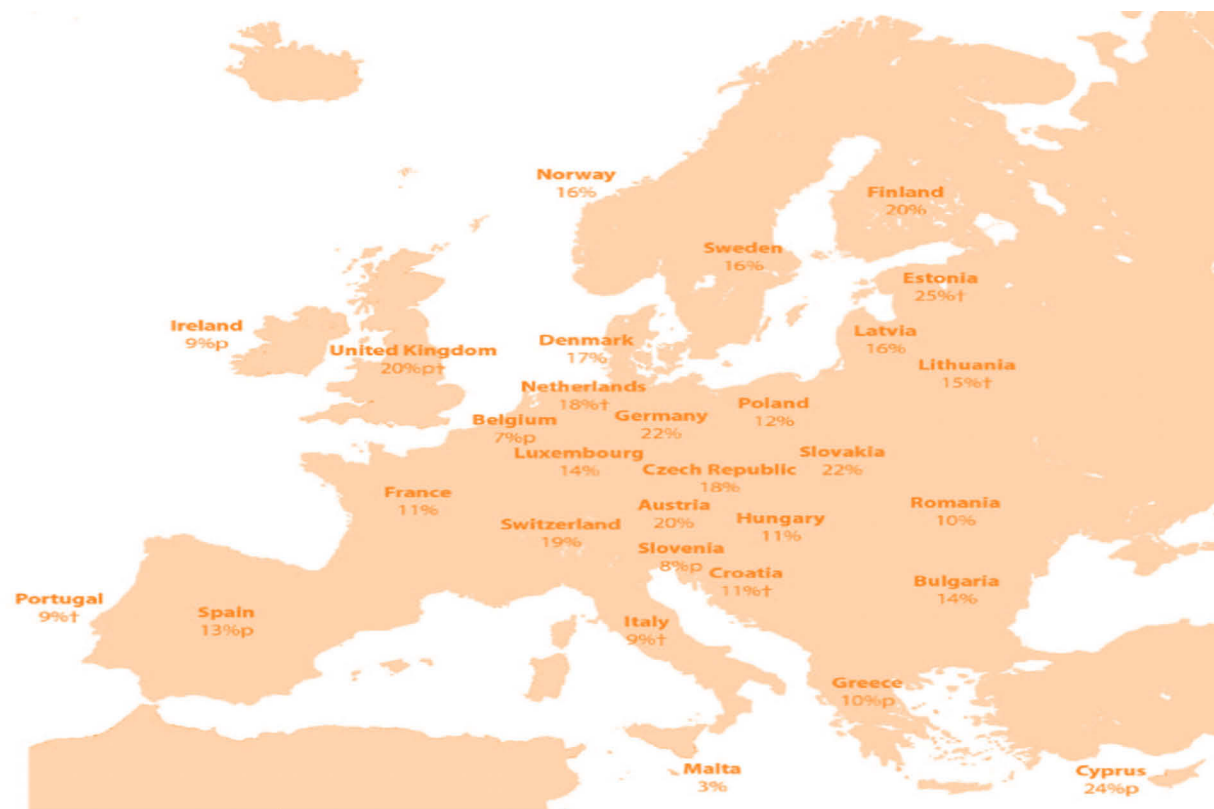 Norway
16%
Finland
20%
Sweden
16%
Estonia
25%†
Ireland
9%p
United Kingdom
20%p†
Denmark
17%
Latvia
16%
Lithuania
15%†
Netherlands
18%†
Belgium
7%p
Germany
22%
Poland
12%
Luxembourg
14%
Czech Republic
18%
Slovakia
22%
France
11%
Switzerland
19%
Austria
20%
Hungary
11%
Romania
10%
Slovenia
8%p
Croatia
11%†
Bulgaria
14%
Portugal
9%†
Spain
13%p
Italy
9%†
Greece
10%p
Malta
3%
Cyprus
24%p